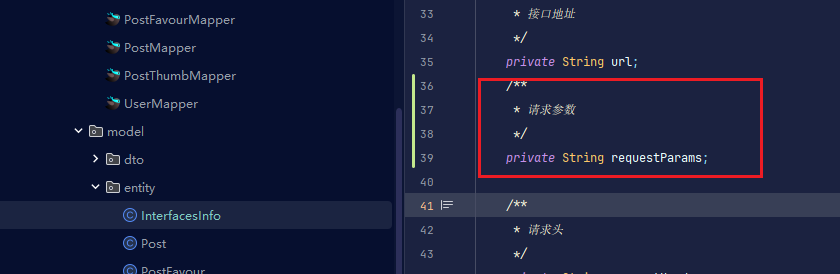 PostFavourMapper
PostMapper
PostThumbMapper
UserMapper
model
dto
entity
InterfacesInfo
Post
PostFavour
33 * 接口地址
34 */
35 private String url;
36 /**
37 * 请求参数
38 */
39 private String requestParams;
40
41 /**
42 * 请求头
43 */